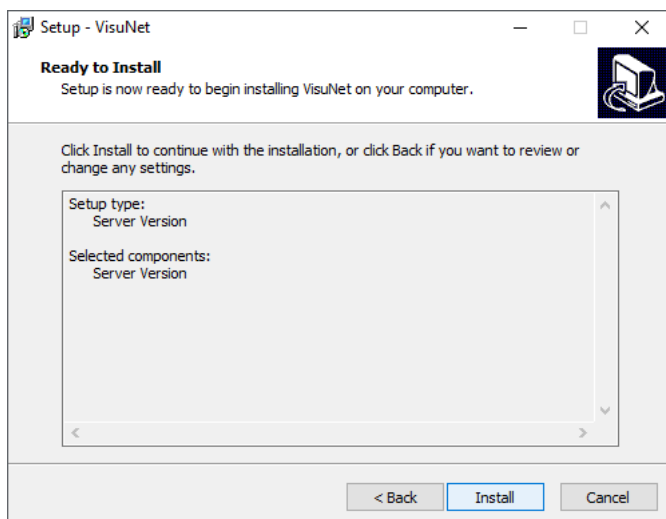 Setup - VisuNet
Ready to Install
Setup is now ready to begin installing VisuNet on your computer.
Click Install to continue with the installation, or click Back if you want to review or
change any settings.
Setup type:
Server Version
Selected components:
Server Version
< Back
Install
Cancel